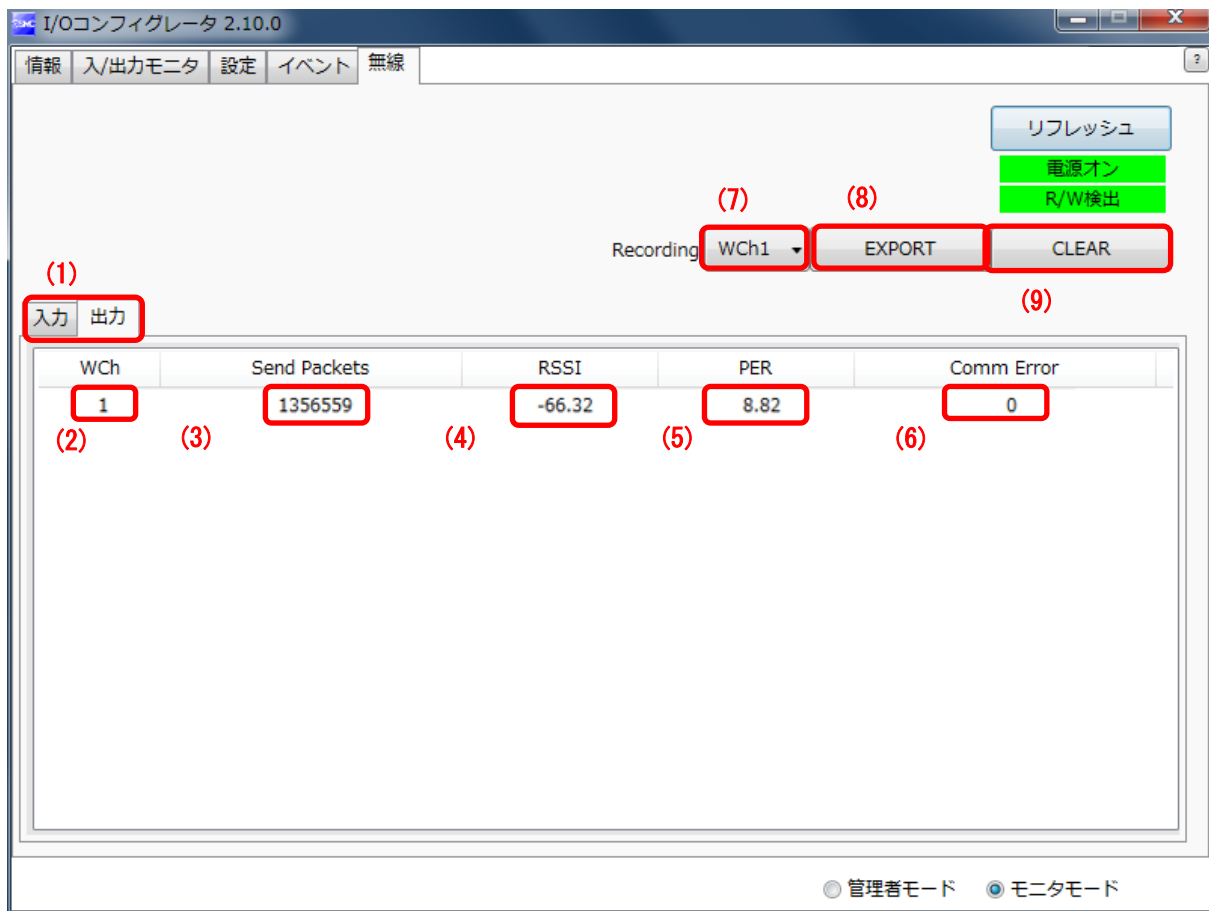 I/Oコンフィグレータ 2.10.0
情報 入/出力モニタ 設定 イベント 無線 ?
リフレッシュ
電源オン
R/W検出
(7) (8)
Recording WCh1 EXPORT CLEAR
(1) (9)
入力 出力
WCh Send Packets RSSI PER Comm Error
1 1356559 -66.32 8.82 0
(2) (3) (4) (5) (6)
管理者モード モニタモード